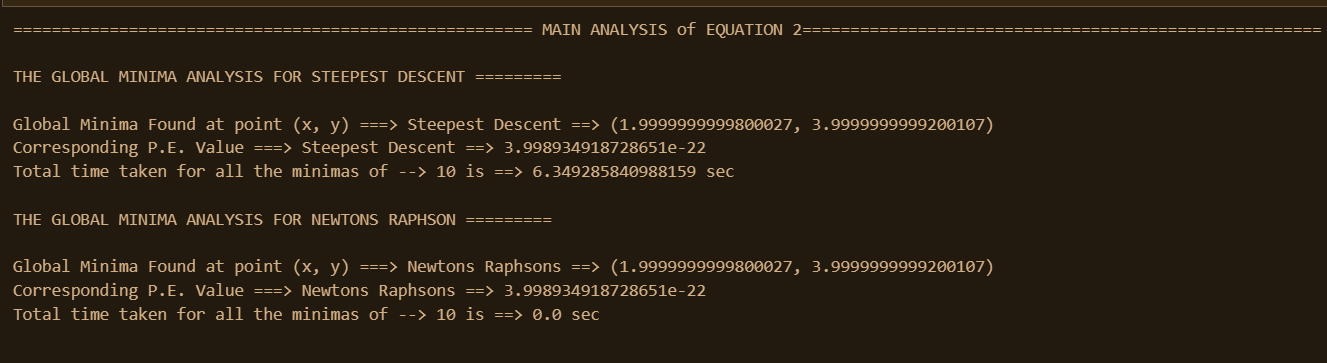 ====================================================== MAIN ANALYSIS of EQUATION 2======================================================
THE GLOBAL MINIMA ANALYSIS FOR STEEPEST DESCENT =========
Global Minima Found at point (x, y) ===> Steepest Descent ==> (1.9999999999800027, 3.9999999999200107)
Corresponding P.E. Value ===> Steepest Descent ==> 3.998934918728651e-22
Total time taken for all the minimas of --> 10 is ==> 6.349285840988159 sec
THE GLOBAL MINIMA ANALYSIS FOR NEWTONS RAPHSON =========
Global Minima Found at point (x, y) ===> Newtons Raphsons ==> (1.9999999999800027, 3.9999999999200107)
Corresponding P.E. Value ===> Newtons Raphsons ==> 3.998934918728651e-22
Total time taken for all the minimas of --> 10 is ==> 0.0 sec